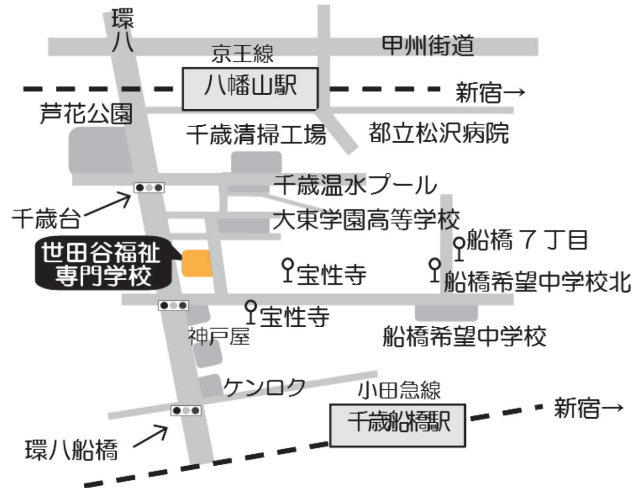 環八
甲州街道
京王線
八幡山駅
新宿→
芦花公園
千歳清掃工場
都立松沢病院
千歳温水プール
千歳台
大東学園高等学校
船橋7丁目
世田谷福祉
専門学校
宝性寺
船橋希望中学校北
宝性寺
神戸屋
船橋希望中学校
ケンロク
小田急線
千歳船橋駅
新宿→
環八船橋